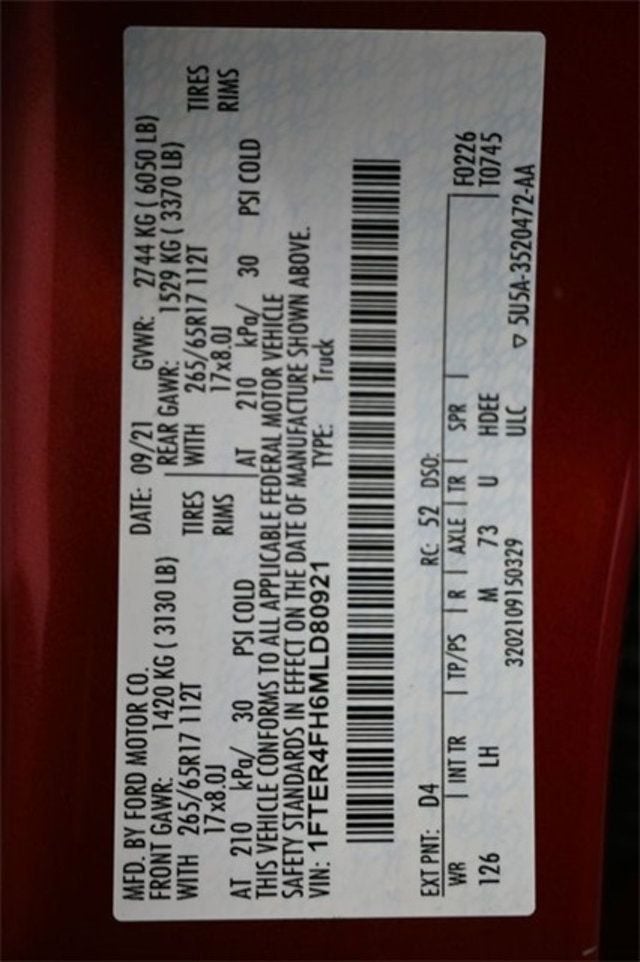 MFD. BY FORD MOTOR CO. DATE: 09/21 GVWR: 2744 KG ( 6050 LB)
FRONT GAWR: 1420 KG ( 3130 LB) REAR GAWR: 1529 KG ( 3370 LB)
WITH 265/65R17 112T TIRES WITH 265/65R17 112T TIRES
17x8.0J RIMS 17x8.0J RIMS
AT 210 kPa/ 30 PSI COLD AT 210 kPa/ 30 PSI COLD
THIS VEHICLE CONFORMS TO ALL APPLICABLE FEDERAL MOTOR VEHICLE
SAFETY STANDARDS IN EFFECT ON THE DATE OF MANUFACTURE SHOWN ABOVE.
VIN: 1FTER4FH6MLD80921 TYPE: Truck
EXT PNT: D4 RC: 52 DSO:
WR | INT TR | TP/PS | R | AXLE | TR | SPR | F0226
126 LH M 73 U HDEE T0745
3202109150329 ULC ▽ 5U5A-3520472-AA